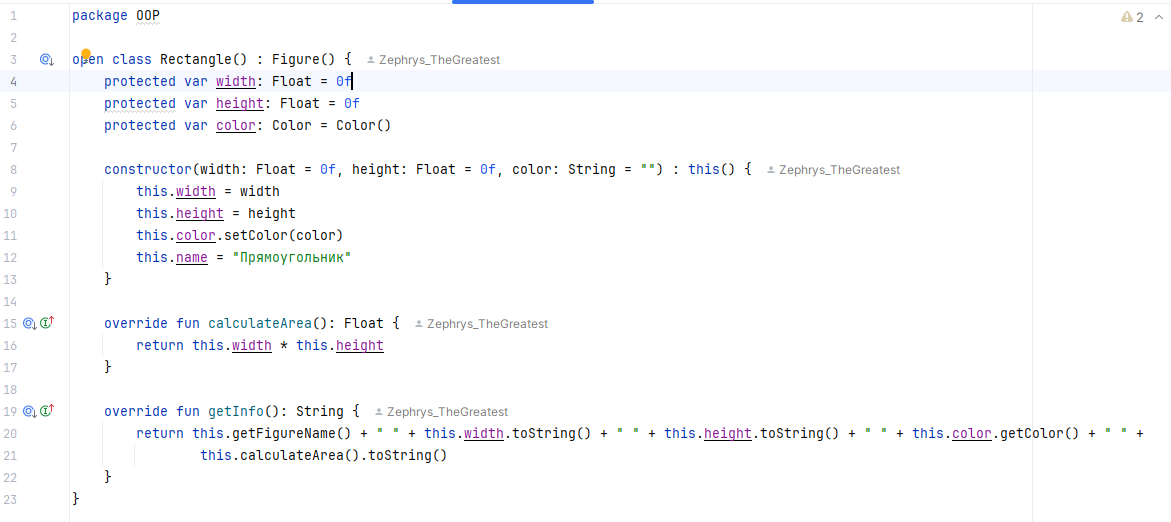 1 package OOP
2
3 open class Rectangle() : Figure() { Zephrys_TheGreatest
4 protected var width: Float = 0f
5 protected var height: Float = 0f
6 protected var color: Color = Color()
7
8 constructor(width: Float = 0f, height: Float = 0f, color: String = "") : this() { Zephrys_TheGreatest
9 this.width = width
10 this.height = height
11 this.color.setColor(color)
12 this.name = "Прямоугольник"
13 }
14
15 override fun calculateArea(): Float { Zephrys_TheGreatest
16 return this.width * this.height
17 }
18
19 override fun getInfo(): String { Zephrys_TheGreatest
20 return this.getFigureName() + " " + this.width.toString() + " " + this.height.toString() + " " + this.color.getColor() + " " +
21 this.calculateArea().toString()
22 }
23 }
2